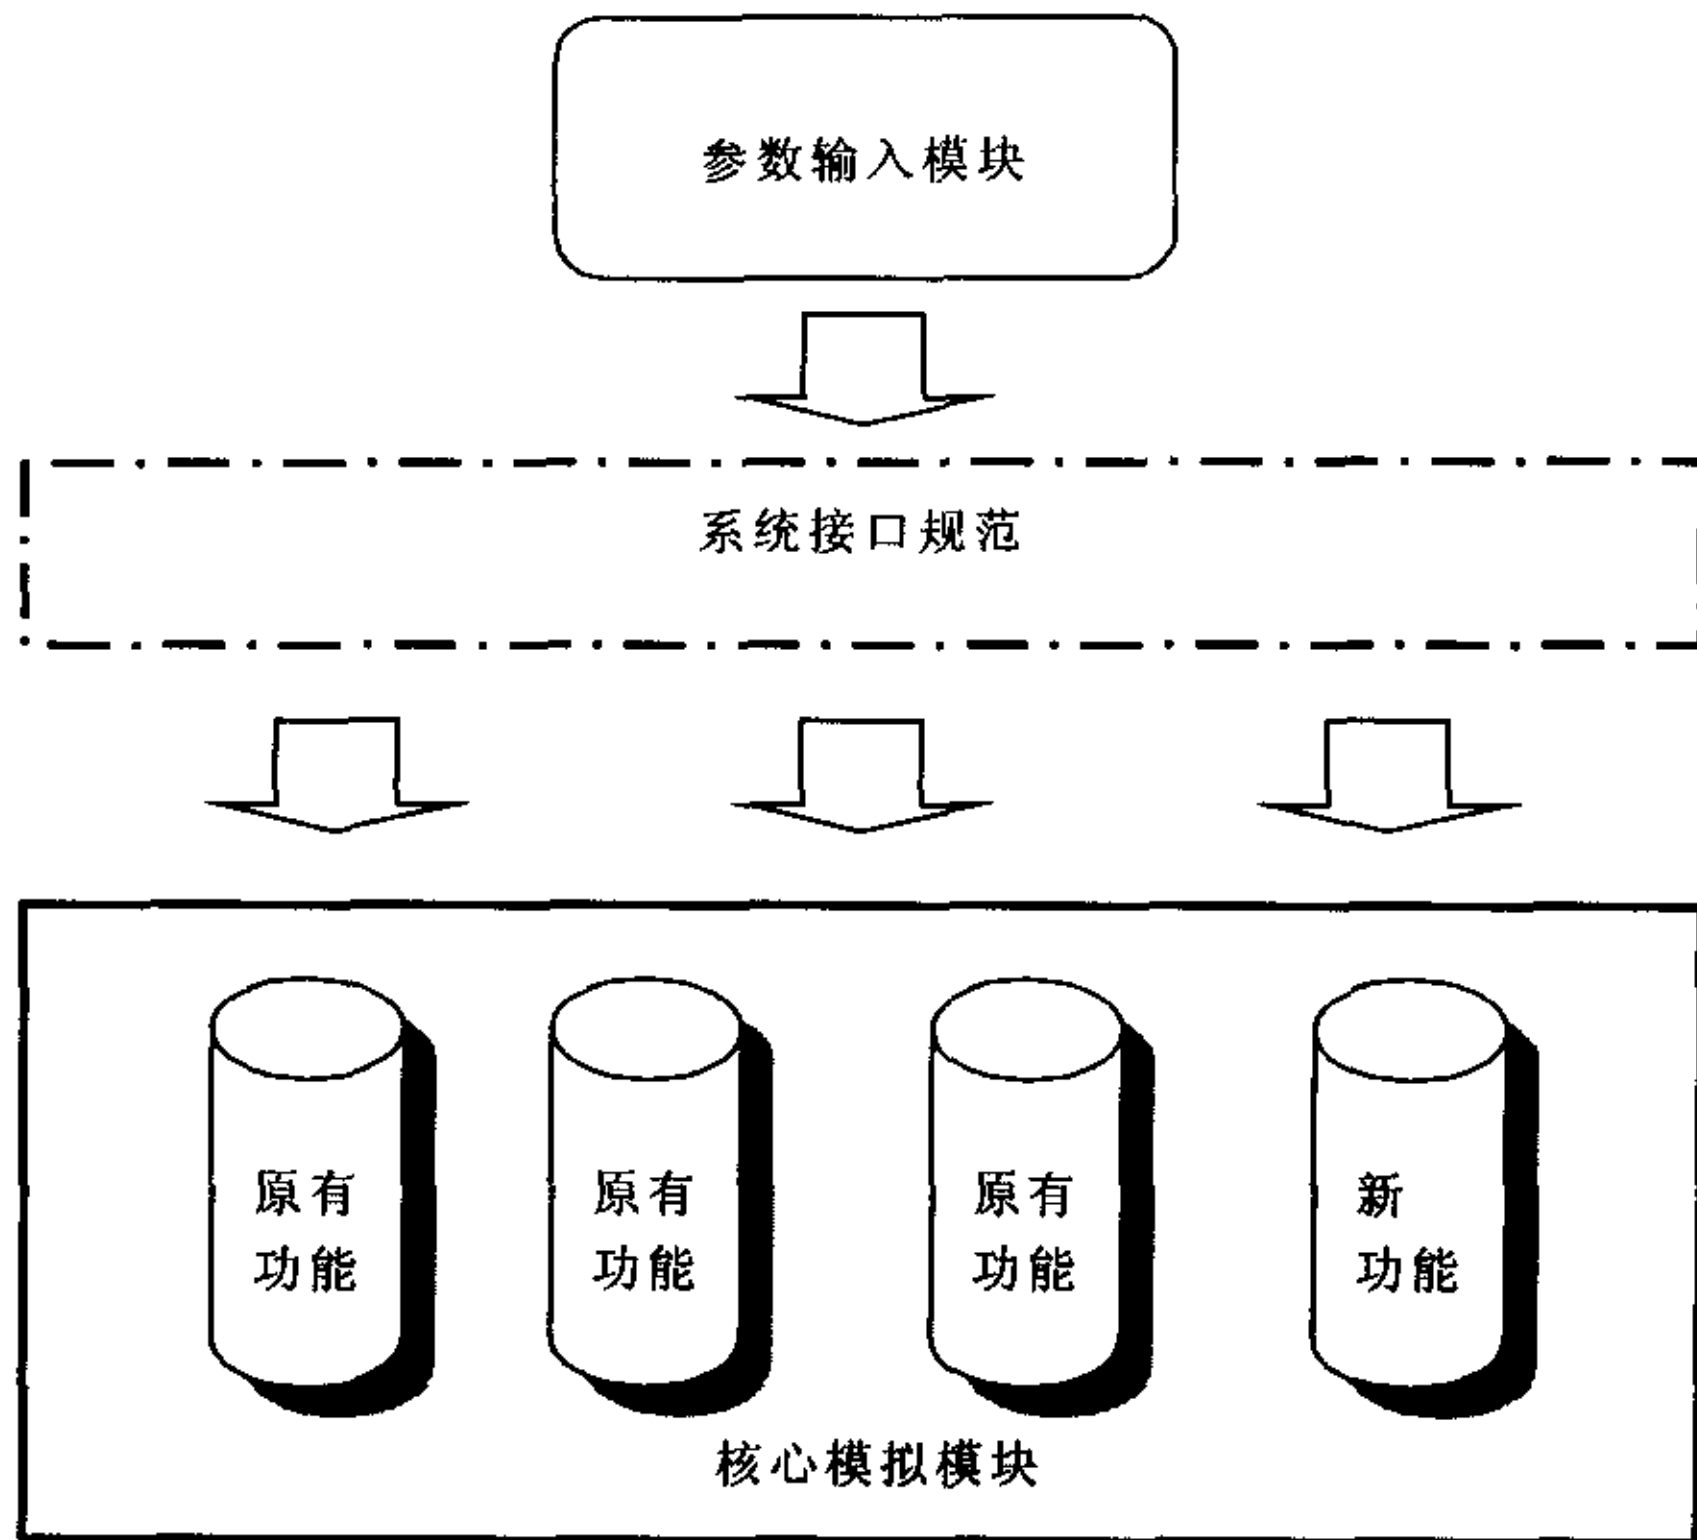 参数输入模块
系统接口规范
原有
功能
原有
功能
原有
功能
新
功能
核心模拟模块